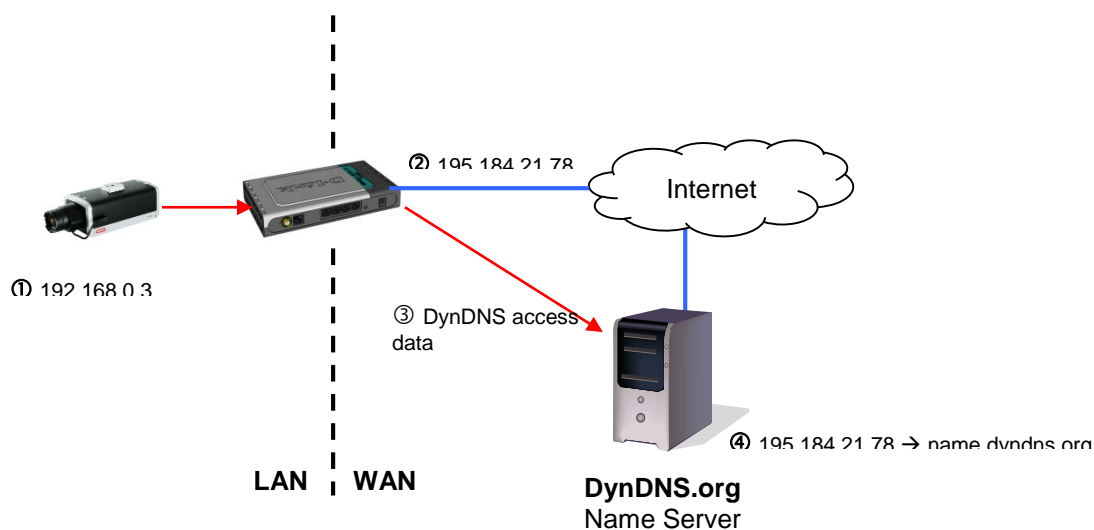 ② 195.184.21.78
Internet
D-Link
① 192.168.0.3
③ DynDNS access
data
④ 195.184.21.78 → name.dyndns.org
LAN
WAN
DynDNS.org
Name Server